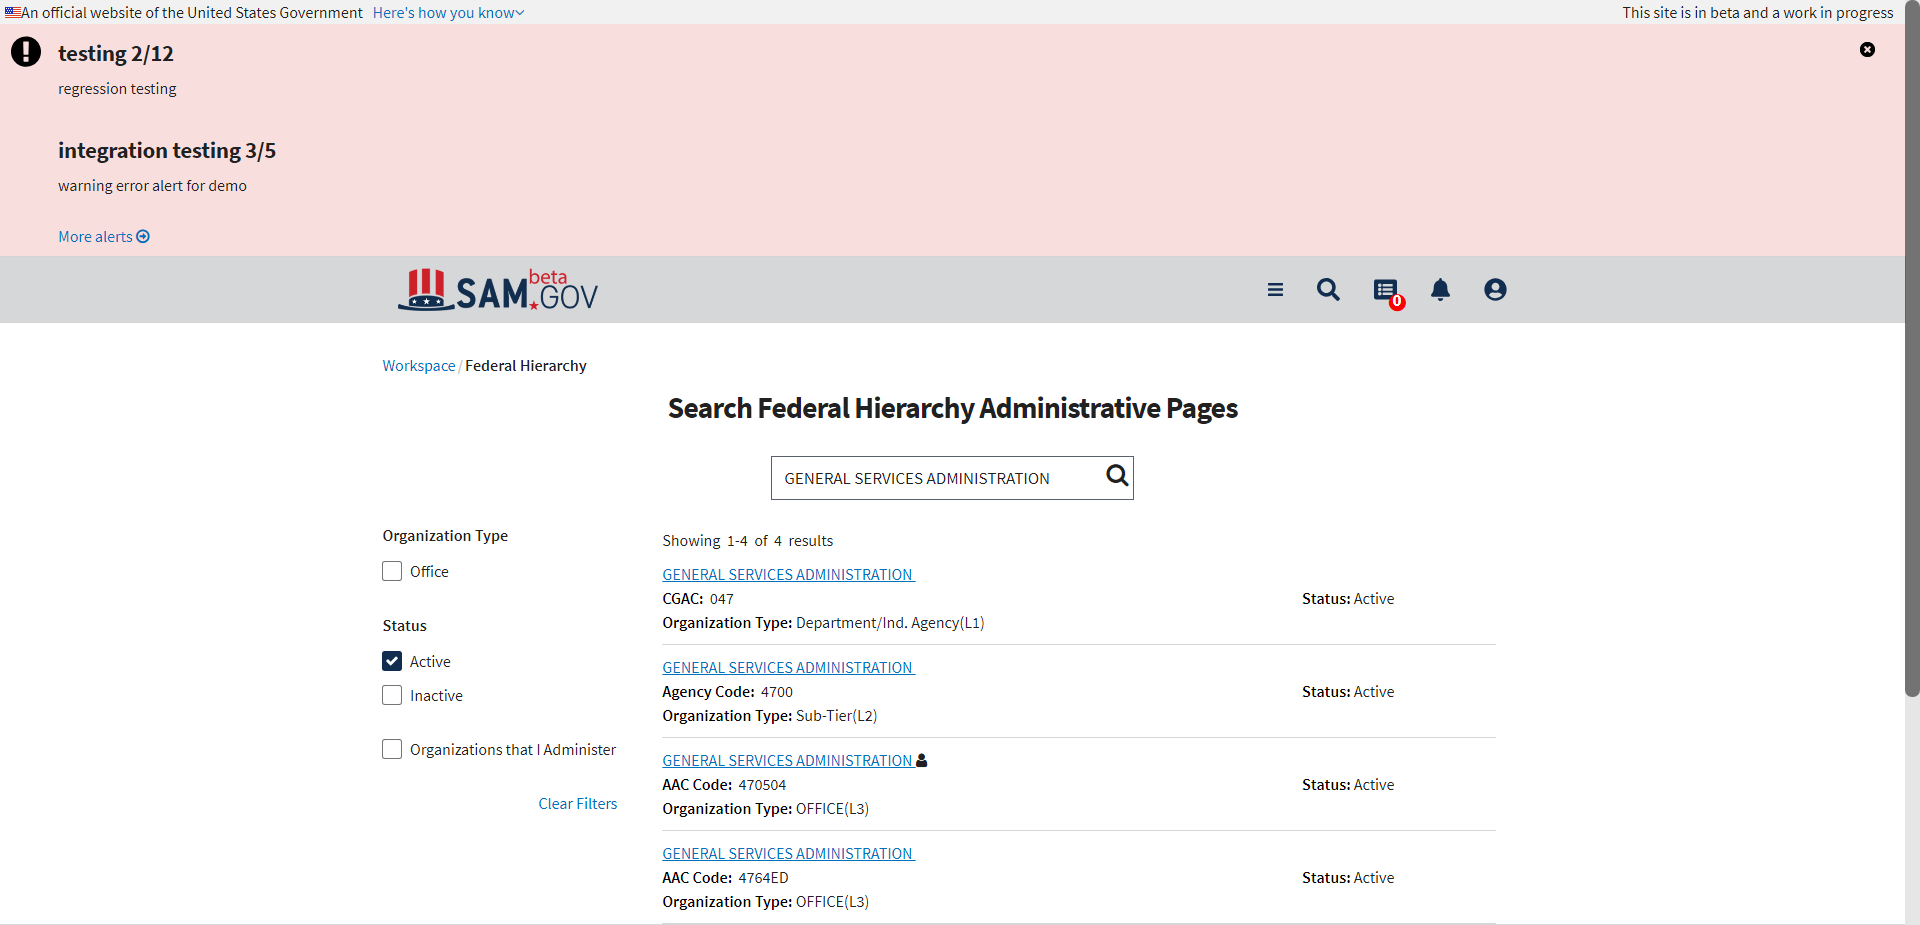 An official website of the United States Government Here's how you know
This site is in beta and a work in progress
testing 2/12
regression testing
integration testing 3/5
warning error alert for demo
More alerts
SAM.GOV beta
0
Workspace / Federal Hierarchy
Search Federal Hierarchy Administrative Pages
GENERAL SERVICES ADMINISTRATION
Organization Type
Office
Status
Active
Inactive
Organizations that I Administer
Clear Filters
Showing 1-4 of 4 results
GENERAL SERVICES ADMINISTRATION
CGAC: 047
Status: Active
Organization Type: Department/Ind. Agency(L1)
GENERAL SERVICES ADMINISTRATION
Agency Code: 4700
Status: Active
Organization Type: Sub-Tier(L2)
GENERAL SERVICES ADMINISTRATION
AAC Code: 470504
Status: Active
Organization Type: OFFICE(L3)
GENERAL SERVICES ADMINISTRATION
AAC Code: 4764ED
Status: Active
Organization Type: OFFICE(L3)